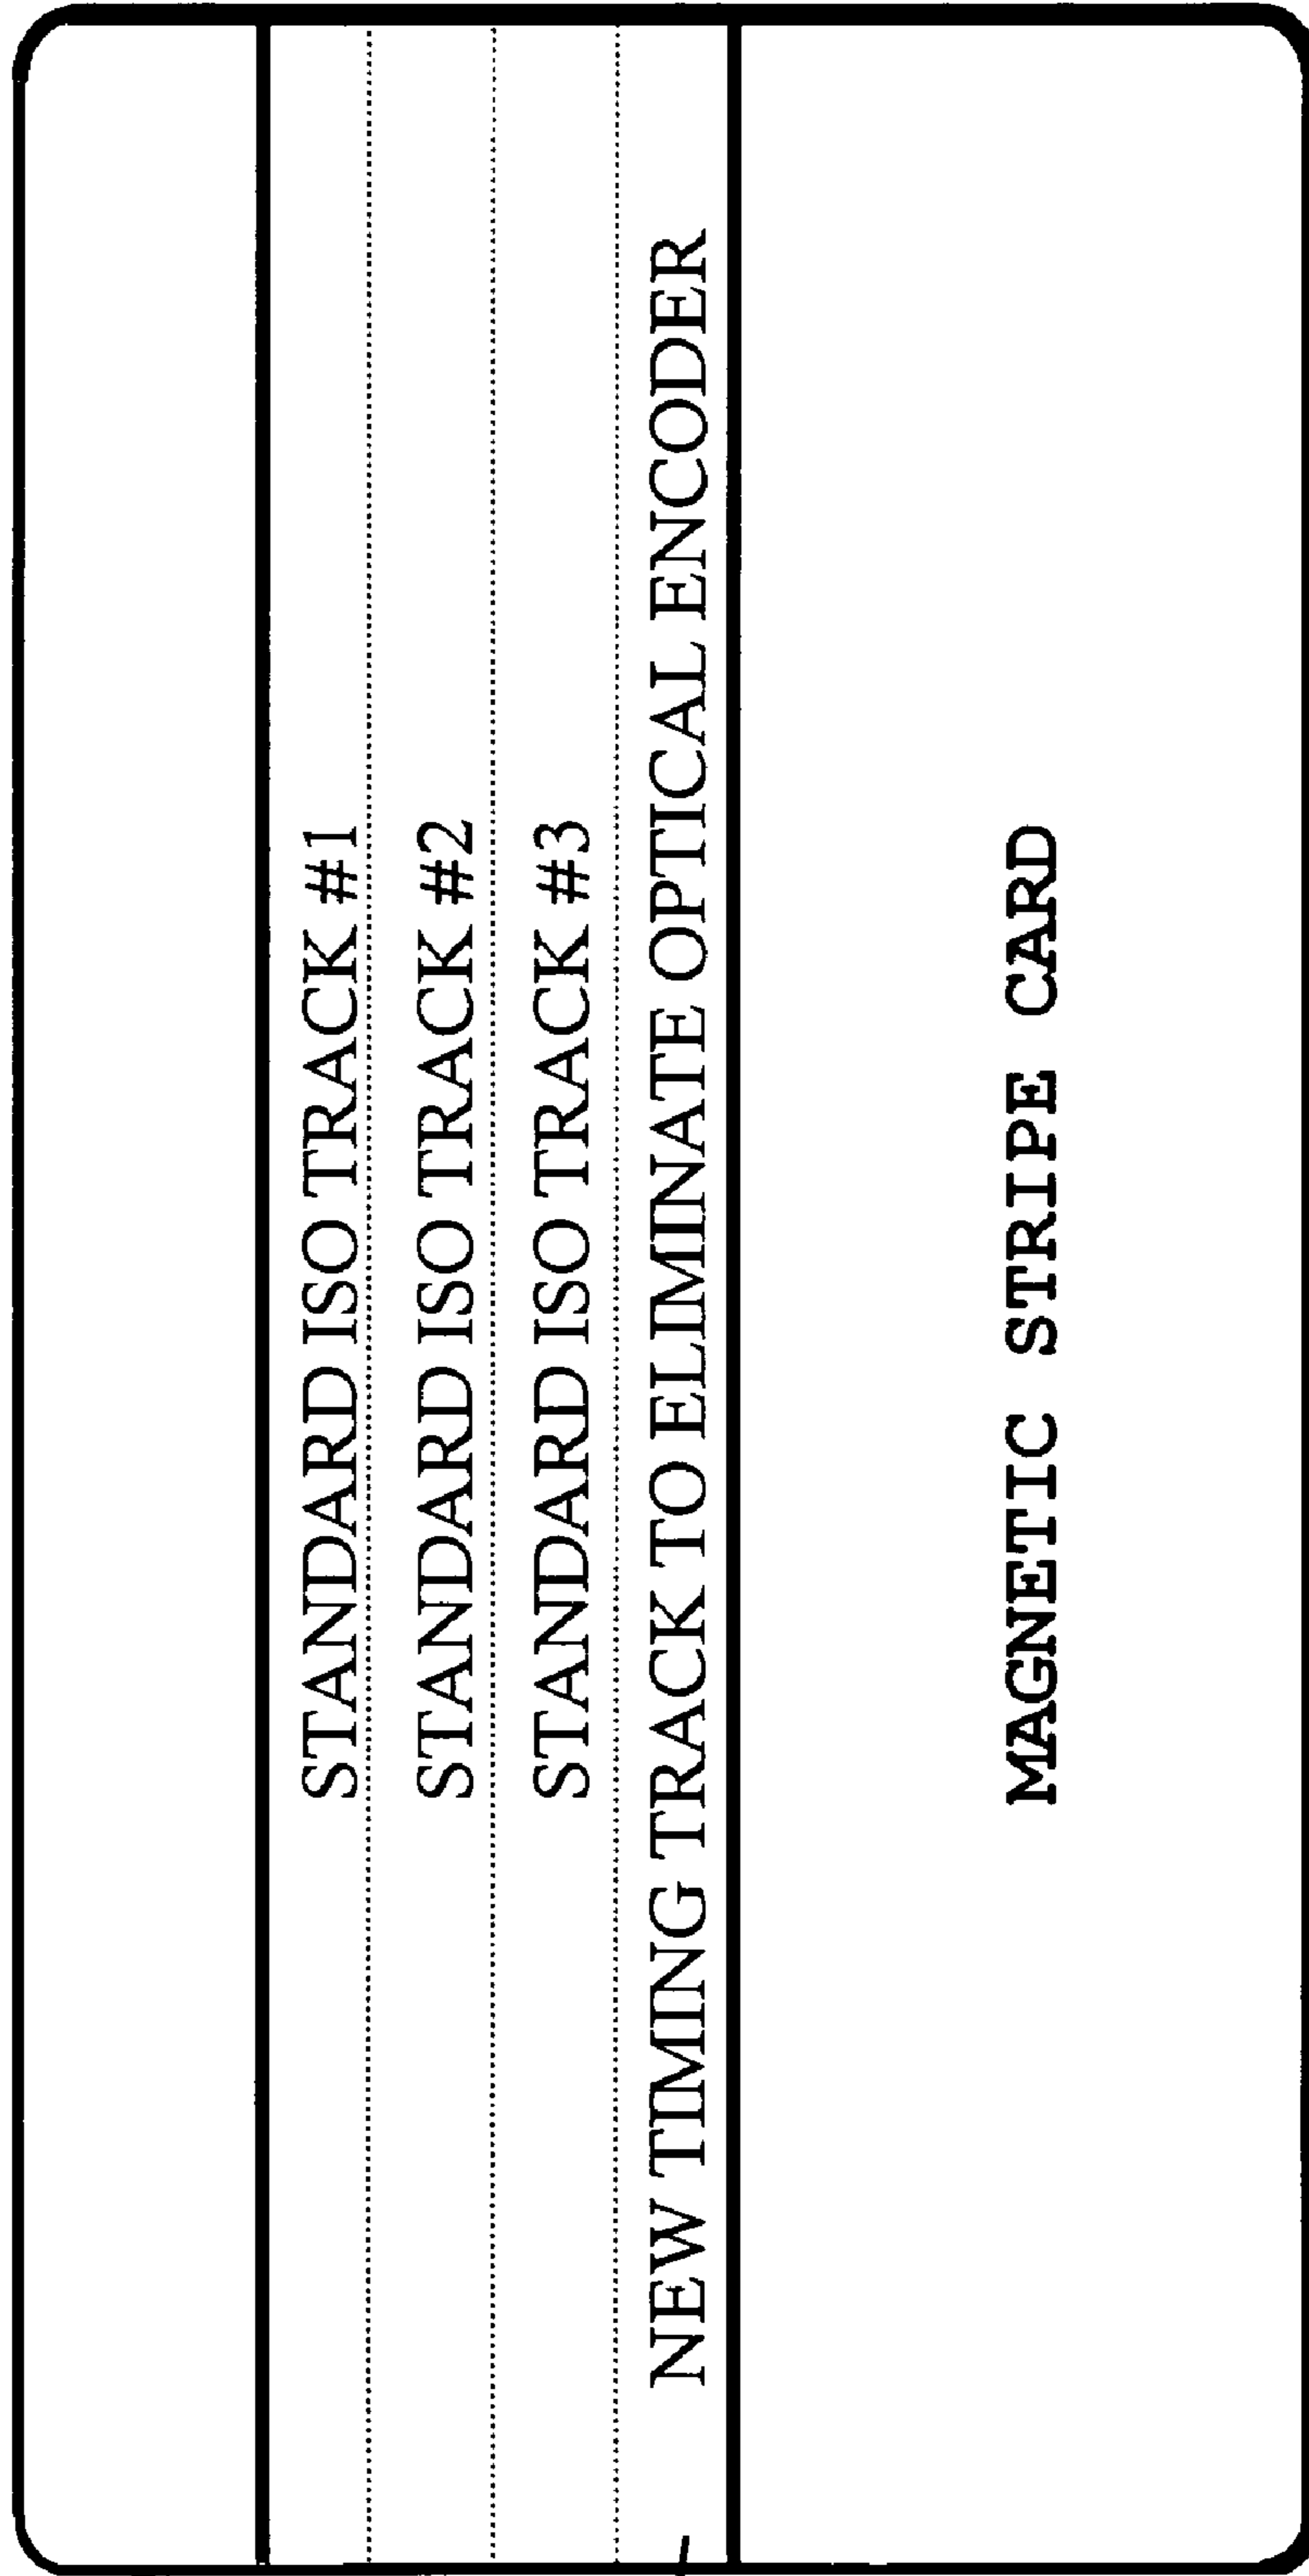 STANDARD ISO TRACK #1
STANDARD ISO TRACK #2
STANDARD ISO TRACK #3
NEW TIMING TRACK TO ELIMINATE OPTICAL ENCODER
MAGNETIC STRIPE CARD